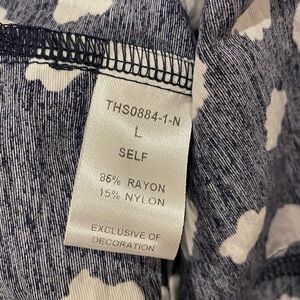 THS0884-1-N
L
SELF
85% RAYON
15% NYLON
EXCLUSIVE OF
DECORATION